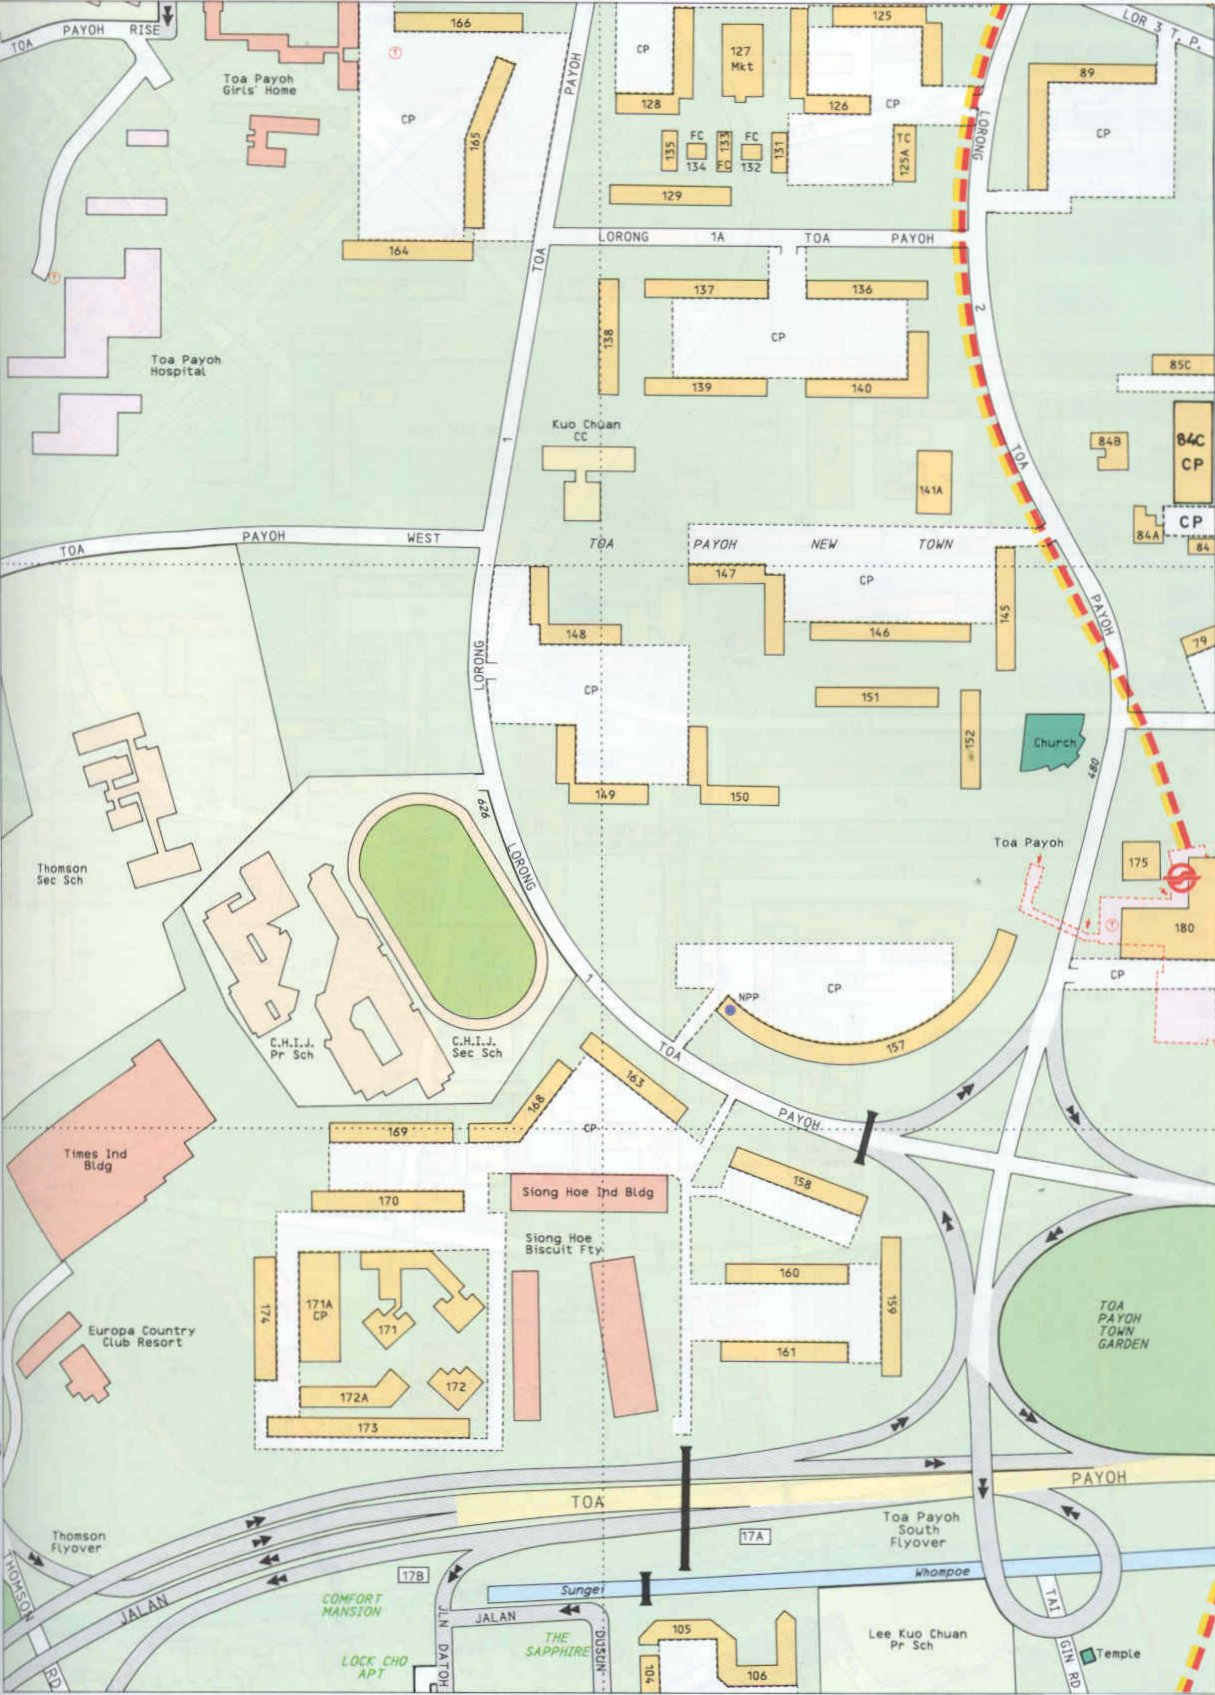 TOA PAYOH RISE
166
PAYOH
CP
125
LOR 3 T. P.
127
Mkt
89
Toa Payoh
Girls' Home
CP
165
128
126
CP
CP
LORONG
135
FC
134
133
FC
FC
132
131
TC
125A
129
164
TOA
LORONG 1A TOA PAYOH
137
136
138
2
CP
Toa Payoh
Hospital
139
140
85C
Kuo Chuan
CC
1
TOA
84B
84C
CP
141A
84A
CP
84
TOA PAYOH WEST
TOA PAYOH NEW TOWN
147
CP
PAYOH
148
146
145
79
LORONG
CP
151
152
Church
480
149
150
626
LORONG
Toa Payoh
175
Thomson
Sec Sch
180
CP
CP
NPP
1
157
C.H.I.J.
Pr Sch
C.H.I.J.
Sec Sch
TOA
163
168
169
CP
PAYOH
Times Ind
Bldg
158
170
Siong Hoe Ind Bldg
Siong Hoe
Biscuit Fty
160
159
174
171A
CP
171
TOA
PAYOH
TOWN
GARDEN
Europa Country
Club Resort
161
172A
172
173
TOA PAYOH
Thomson
Flyover
17A
Toa Payoh
South
Flyover
THOMSON
RD
17B
JALAN
COMFORT
MANSION
Sungei Whompoe
JLN DATOH
JALAN
DUSUN
THE
SAPPHIRE
LOCK CHO
APT
105
104
106
Lee Kuo Chuan
Pr Sch
TAI
GIN RD
Temple